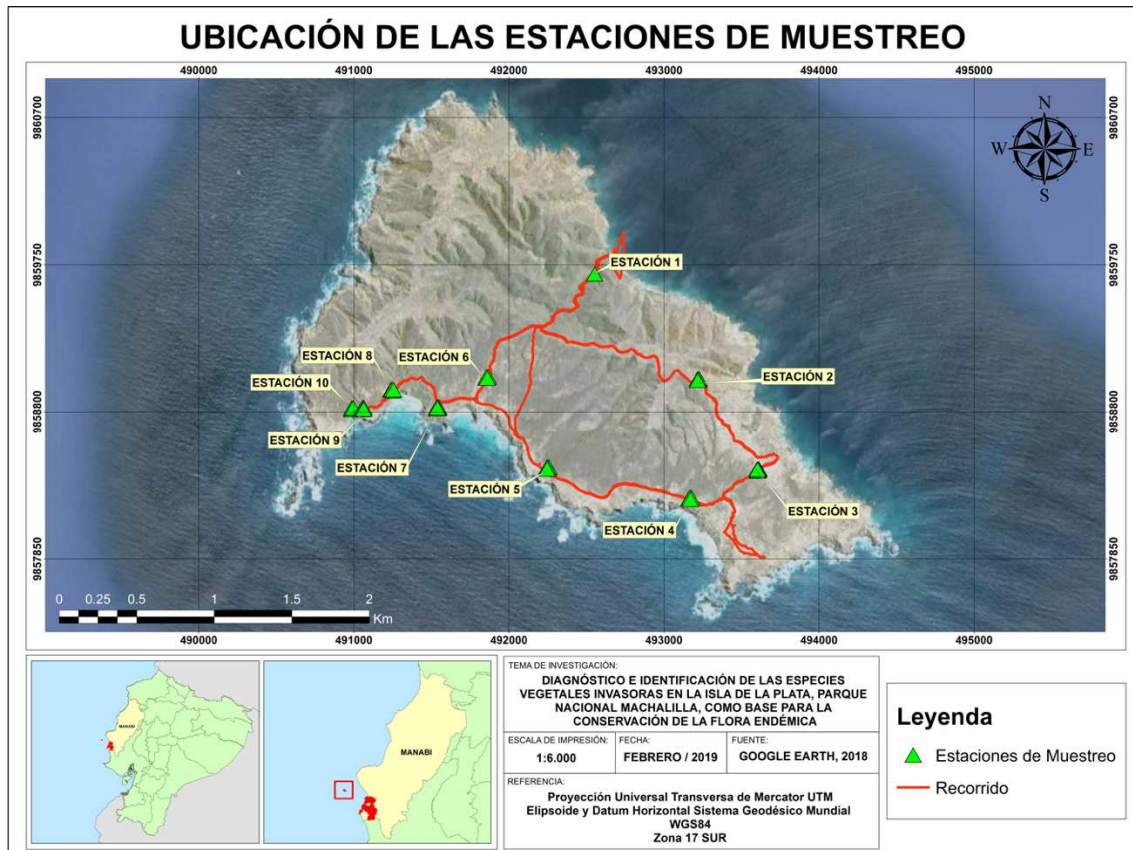 UBICACIÓN DE LAS ESTACIONES DE MUESTREO
490000 491000 492000 493000 494000 495000
9860700 9860700
9859750 9859750
9858800 9858800
9857850 9857850
N
W E
S
ESTACIÓN 1
ESTACIÓN 2
ESTACIÓN 3
ESTACIÓN 4
ESTACIÓN 5
ESTACIÓN 6
ESTACIÓN 7
ESTACIÓN 8
ESTACIÓN 9
ESTACIÓN 10
0 0.25 0.5 1 1.5 2
Km
490000 491000 492000 493000 494000 495000
MANABI
MANABI
TEMA DE INVESTIGACIÓN:
DIAGNÓSTICO E IDENTIFICACIÓN DE LAS ESPECIES
VEGETALES INVASORAS EN LA ISLA DE LA PLATA, PARQUE
NACIONAL MACHALILLA, COMO BASE PARA LA
CONSERVACIÓN DE LA FLORA ENDÉMICA
ESCALA DE IMPRESIÓN:
1:6.000
FECHA:
FEBRERO / 2019
FUENTE:
GOOGLE EARTH, 2018
REFERENCIA:
Proyección Universal Transversa de Mercator UTM
Elipsoide y Datum Horizontal Sistema Geodésico Mundial
WGS84
Zona 17 SUR
Leyenda
Estaciones de Muestreo
Recorrido